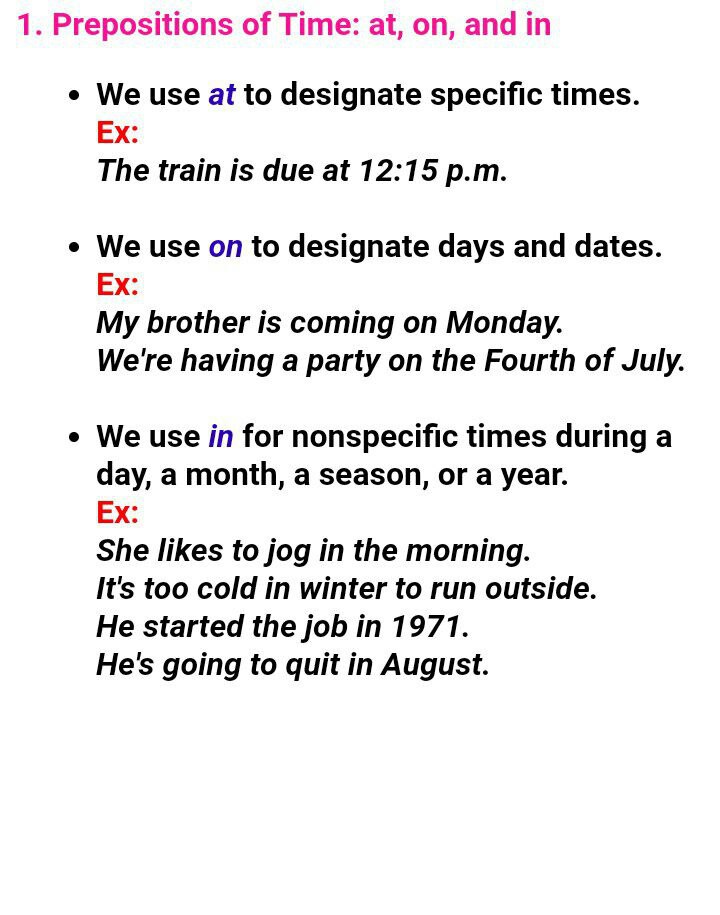 1. Prepositions of Time: at, on, and in
• We use at to designate specific times.
Ex:
The train is due at 12:15 p.m.
• We use on to designate days and dates.
Ex:
My brother is coming on Monday.
We're having a party on the Fourth of July.
• We use in for nonspecific times during a
day, a month, a season, or a year.
Ex:
She likes to jog in the morning.
It's too cold in winter to run outside.
He started the job in 1971.
He's going to quit in August.